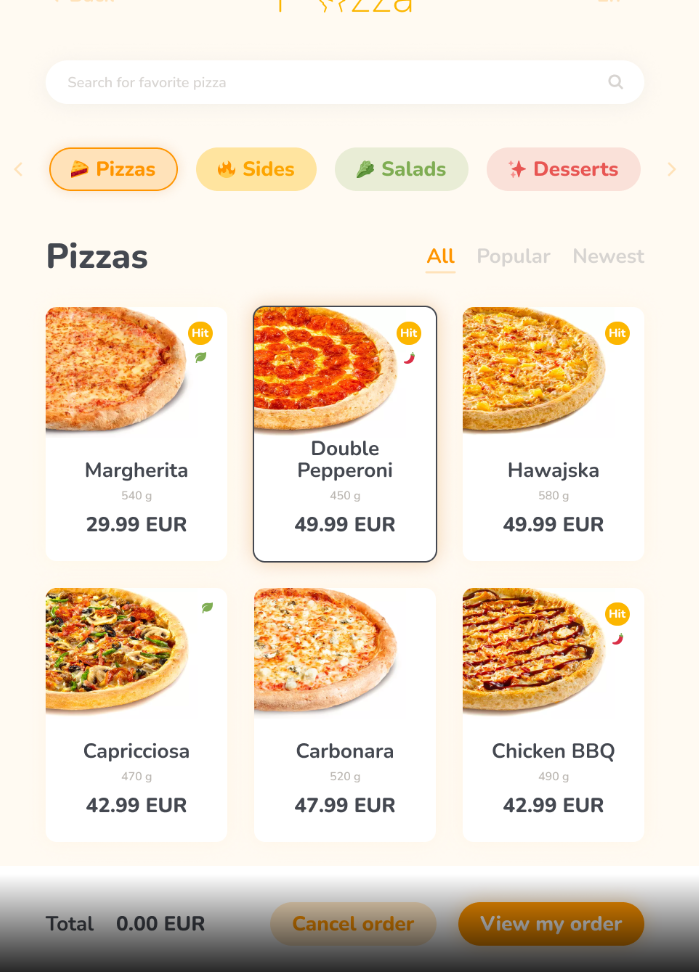 Search for favorite pizza
Pizzas Sides Salads Desserts
Pizzas All Popular Newest
Hit Hit Hit
Margherita
540 g
29.99 EUR
Double
Pepperoni
450 g
49.99 EUR
Hawajska
580 g
49.99 EUR
Hit
Capricciosa
470 g
42.99 EUR
Carbonara
520 g
47.99 EUR
Chicken BBQ
490 g
42.99 EUR
Total 0.00 EUR Cancel order View my order